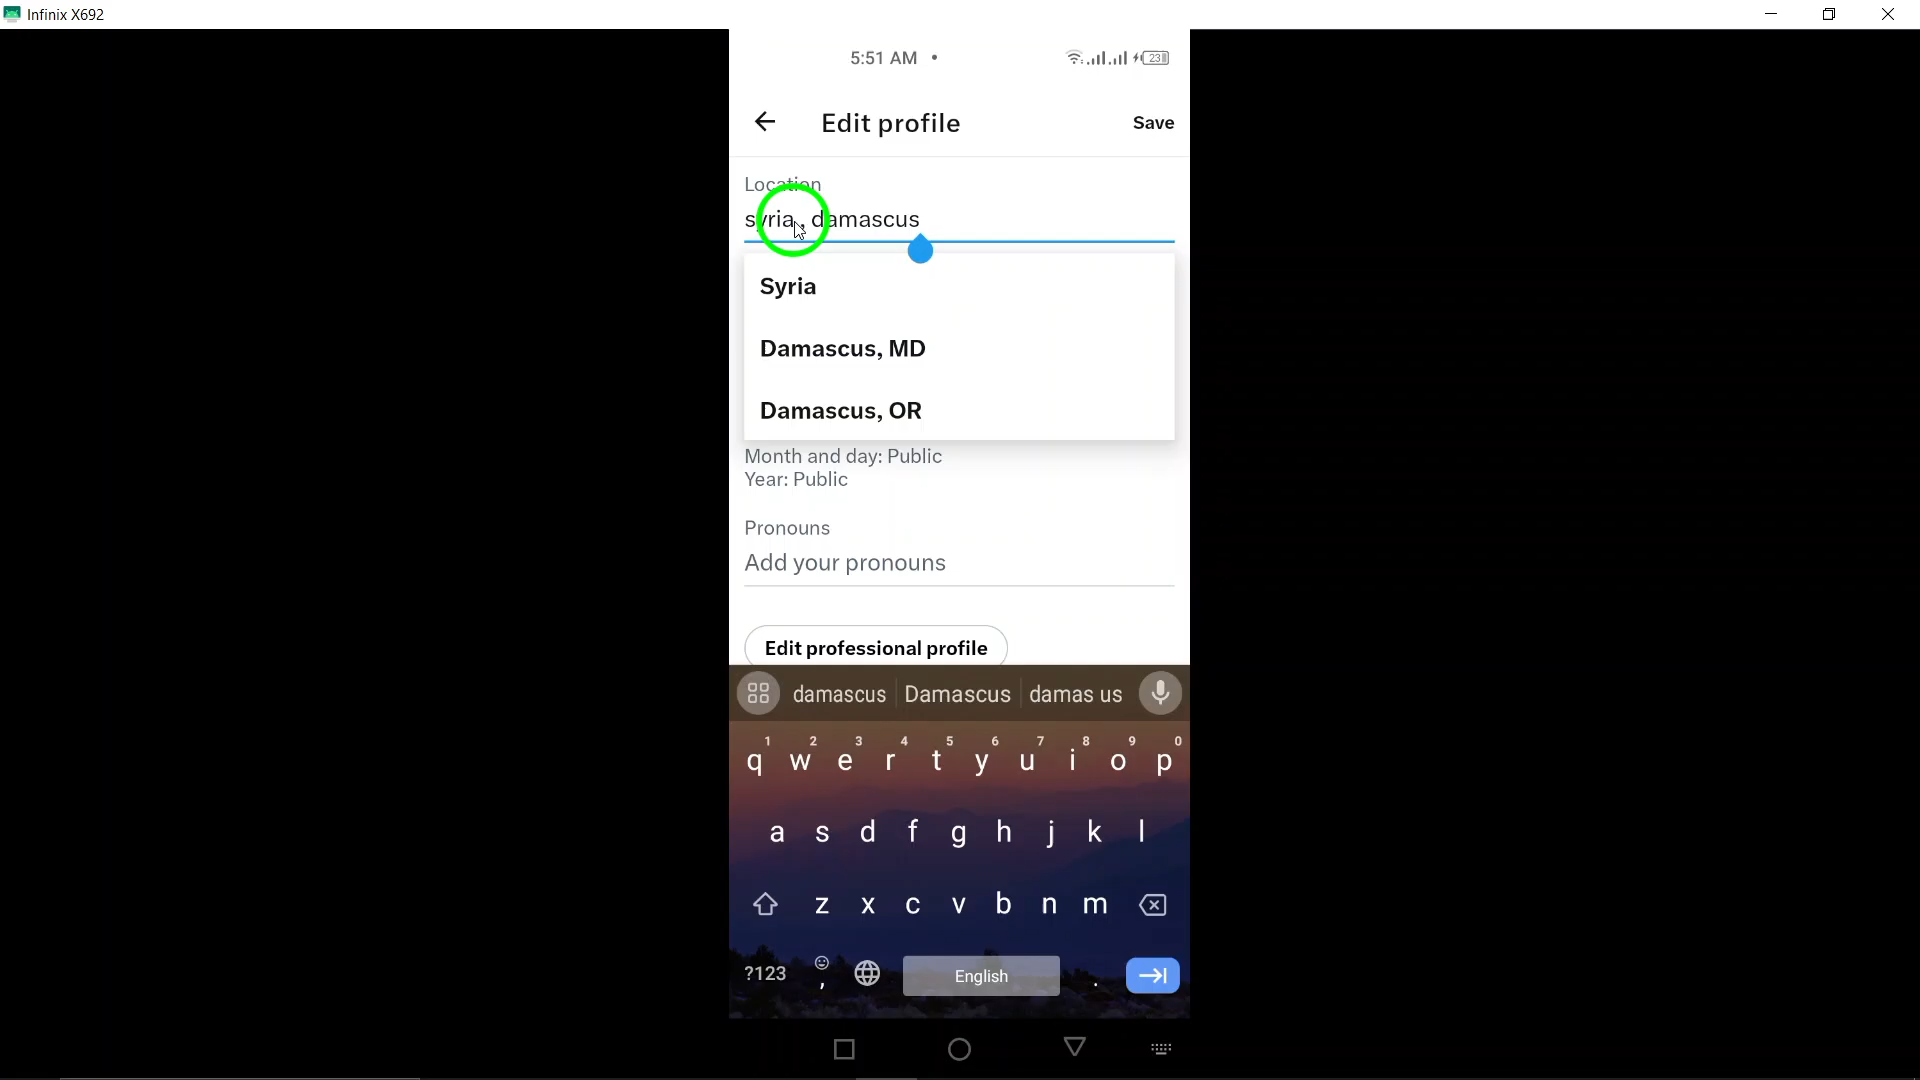 Infinix X692
5:51 AM
23
Edit profile
Save
Location
syria, damascus
Syria
Damascus, MD
Damascus, OR
Month and day: Public
Year: Public
Pronouns
Add your pronouns
Edit professional profile
damascus Damascus damas us
1 2 3 4 5 6 7 8 9 0
q w e r t y u i o p
a s d f g h j k l
z x c v b n m
?123 , English .